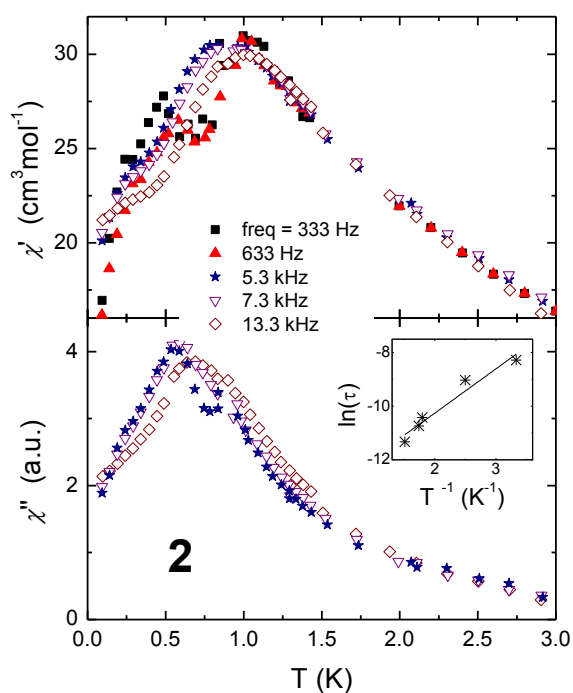 30
25
20
χ' (cm³mol⁻¹)
freq = 333 Hz
633 Hz
5.3 kHz
7.3 kHz
13.3 kHz
4
2
0
χ" (a.u.)
2
-8
-10
-12
ln(τ)
2 3
T ⁻¹ (K⁻¹)
0.0 0.5 1.0 1.5 2.0 2.5 3.0
T (K)